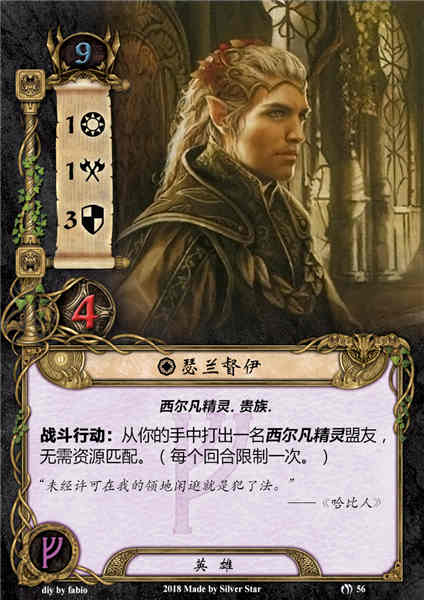 9
1
1
3
4
瑟兰督伊
西尔凡精灵. 贵族.
战斗行动：从你的手中打出一名西尔凡精灵盟友，
无需资源匹配。（每个回合限制一次。）
“未经许可在我的领地闲逛就是犯了法。”
——《哈比人》
英 雄
diy by fabio
2018 Made by Silver Star
56